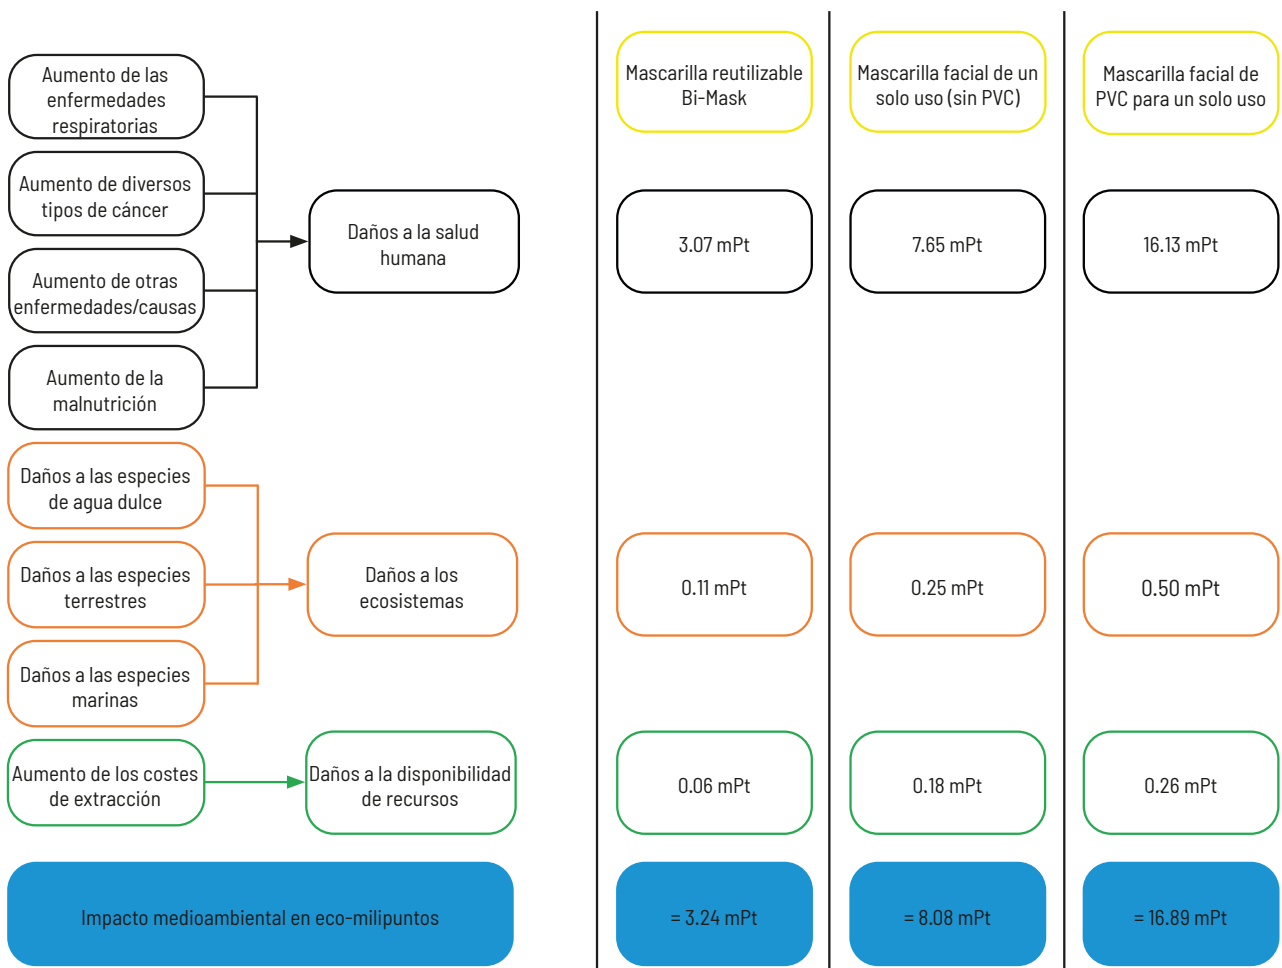 Aumento de las
enfermedades
respiratorias
Aumento de diversos
tipos de cáncer
Aumento de otras
enfermedades/causas
Aumento de la
malnutrición
Daños a las especies
de agua dulce
Daños a las especies
terrestres
Daños a las especies
marinas
Aumento de los costes
de extracción
Daños a la salud
humana
Daños a los
ecosistemas
Daños a la disponibilidad
de recursos
Impacto medioambiental en eco-milipuntos
Mascarilla reutilizable
Bi-Mask
3.07 mPt
0.11 mPt
0.06 mPt
= 3.24 mPt
Mascarilla facial de un
solo uso (sin PVC)
7.65 mPt
0.25 mPt
0.18 mPt
= 8.08 mPt
Mascarilla facial de
PVC para un solo uso
16.13 mPt
0.50 mPt
0.26 mPt
= 16.89 mPt